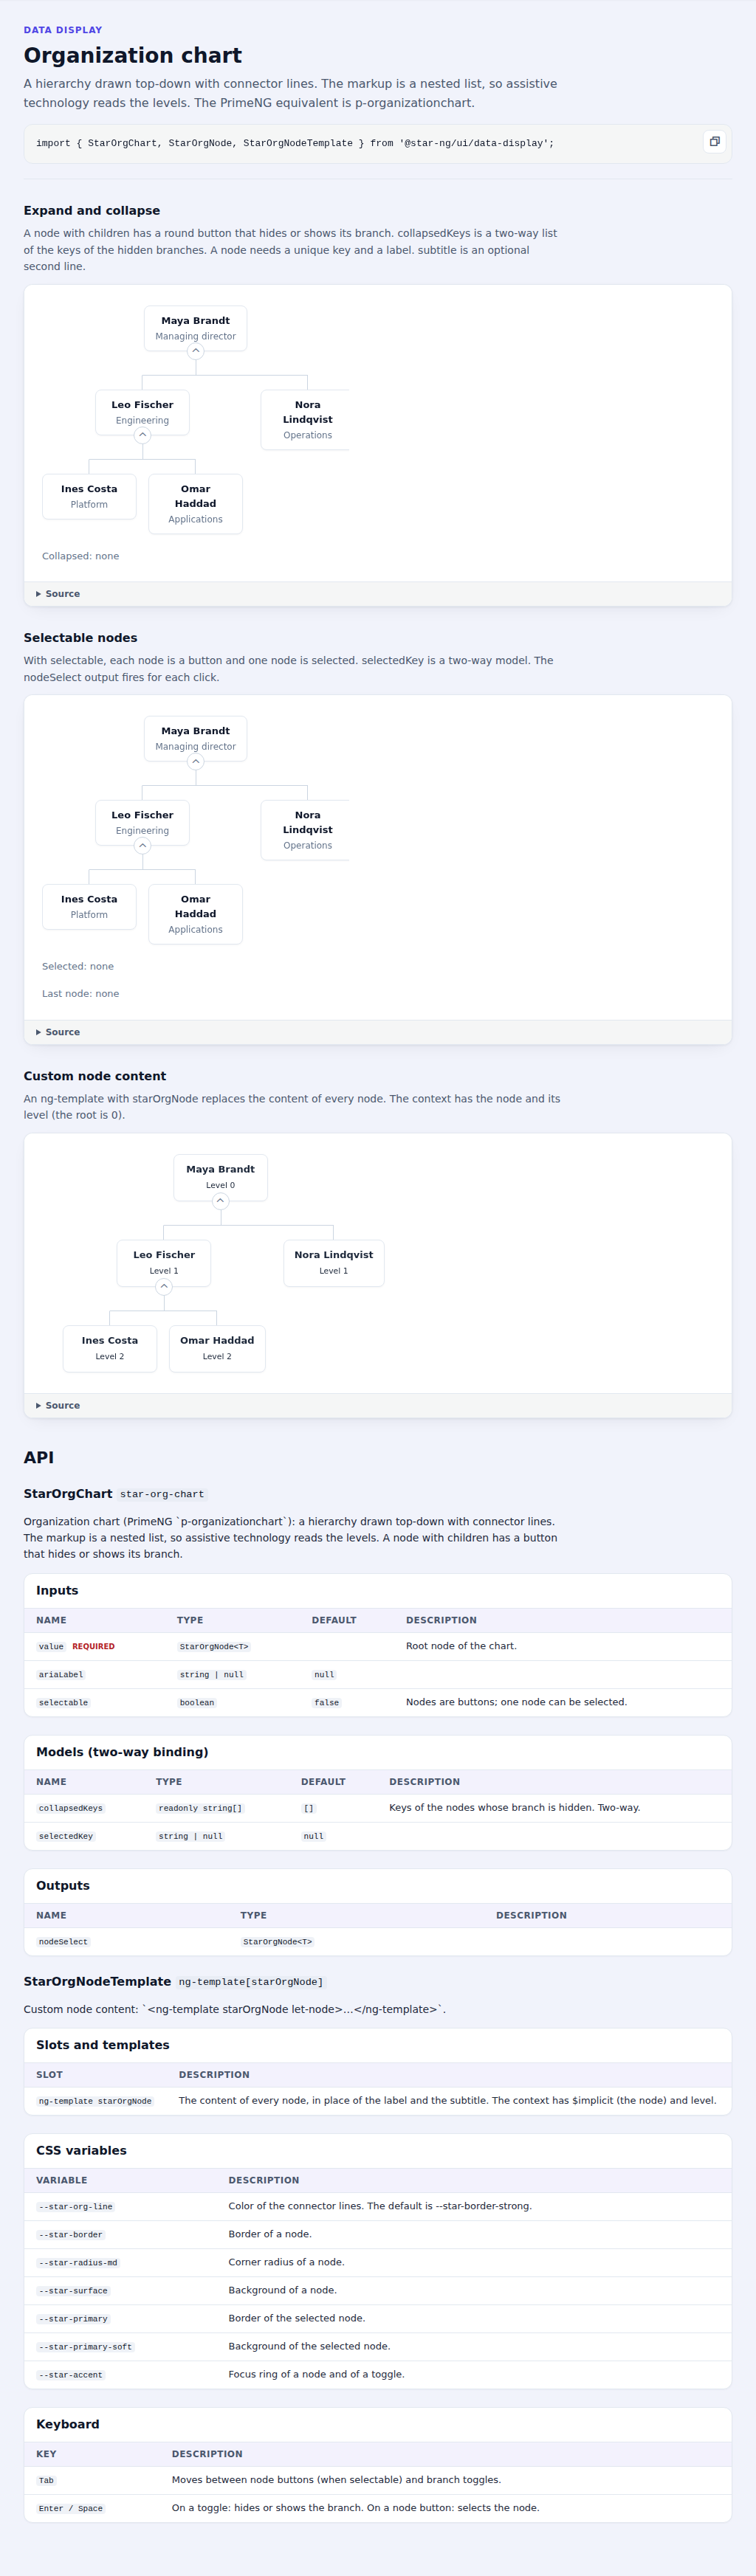 DATA DISPLAY
Organization chart
A hierarchy drawn top-down with connector lines. The markup is a nested list, so assistive
technology reads the levels. The PrimeNG equivalent is p-organizationchart.
import { StarOrgChart, StarOrgNode, StarOrgNodeTemplate } from '@star-ng/ui/data-display';
Expand and collapse
A node with children has a round button that hides or shows its branch. collapsedKeys is a two-way list
of the keys of the hidden branches. A node needs a unique key and a label. subtitle is an optional
second line.
Maya Brandt
Managing director
Leo Fischer
Engineering
Nora
Lindqvist
Operations
Ines Costa
Platform
Omar
Haddad
Applications
Collapsed: none
Source
Selectable nodes
With selectable, each node is a button and one node is selected. selectedKey is a two-way model. The
nodeSelect output fires for each click.
Maya Brandt
Managing director
Leo Fischer
Engineering
Nora
Lindqvist
Operations
Ines Costa
Platform
Omar
Haddad
Applications
Selected: none
Last node: none
Source
Custom node content
An ng-template with starOrgNode replaces the content of every node. The context has the node and its
level (the root is 0).
Maya Brandt
Level 0
Leo Fischer
Level 1
Nora Lindqvist
Level 1
Ines Costa
Level 2
Omar Haddad
Level 2
Source
API
StarOrgChart star-org-chart
Organization chart (PrimeNG `p-organizationchart`): a hierarchy drawn top-down with connector lines.
The markup is a nested list, so assistive technology reads the levels. A node with children has a button
that hides or shows its branch.
Inputs
NAME TYPE DEFAULT DESCRIPTION
value REQUIRED StarOrgNode<T> Root node of the chart.
ariaLabel string | null null
selectable boolean false Nodes are buttons; one node can be selected.
Models (two-way binding)
NAME TYPE DEFAULT DESCRIPTION
collapsedKeys readonly string[] [] Keys of the nodes whose branch is hidden. Two-way.
selectedKey string | null null
Outputs
NAME TYPE DESCRIPTION
nodeSelect StarOrgNode<T>
StarOrgNodeTemplate ng-template[starOrgNode]
Custom node content: `<ng-template starOrgNode let-node>…</ng-template>`.
Slots and templates
SLOT DESCRIPTION
ng-template starOrgNode The content of every node, in place of the label and the subtitle. The context has $implicit (the node) and level.
CSS variables
VARIABLE DESCRIPTION
--star-org-line Color of the connector lines. The default is --star-border-strong.
--star-border Border of a node.
--star-radius-md Corner radius of a node.
--star-surface Background of a node.
--star-primary Border of the selected node.
--star-primary-soft Background of the selected node.
--star-accent Focus ring of a node and of a toggle.
Keyboard
KEY DESCRIPTION
Tab Moves between node buttons (when selectable) and branch toggles.
Enter / Space On a toggle: hides or shows the branch. On a node button: selects the node.